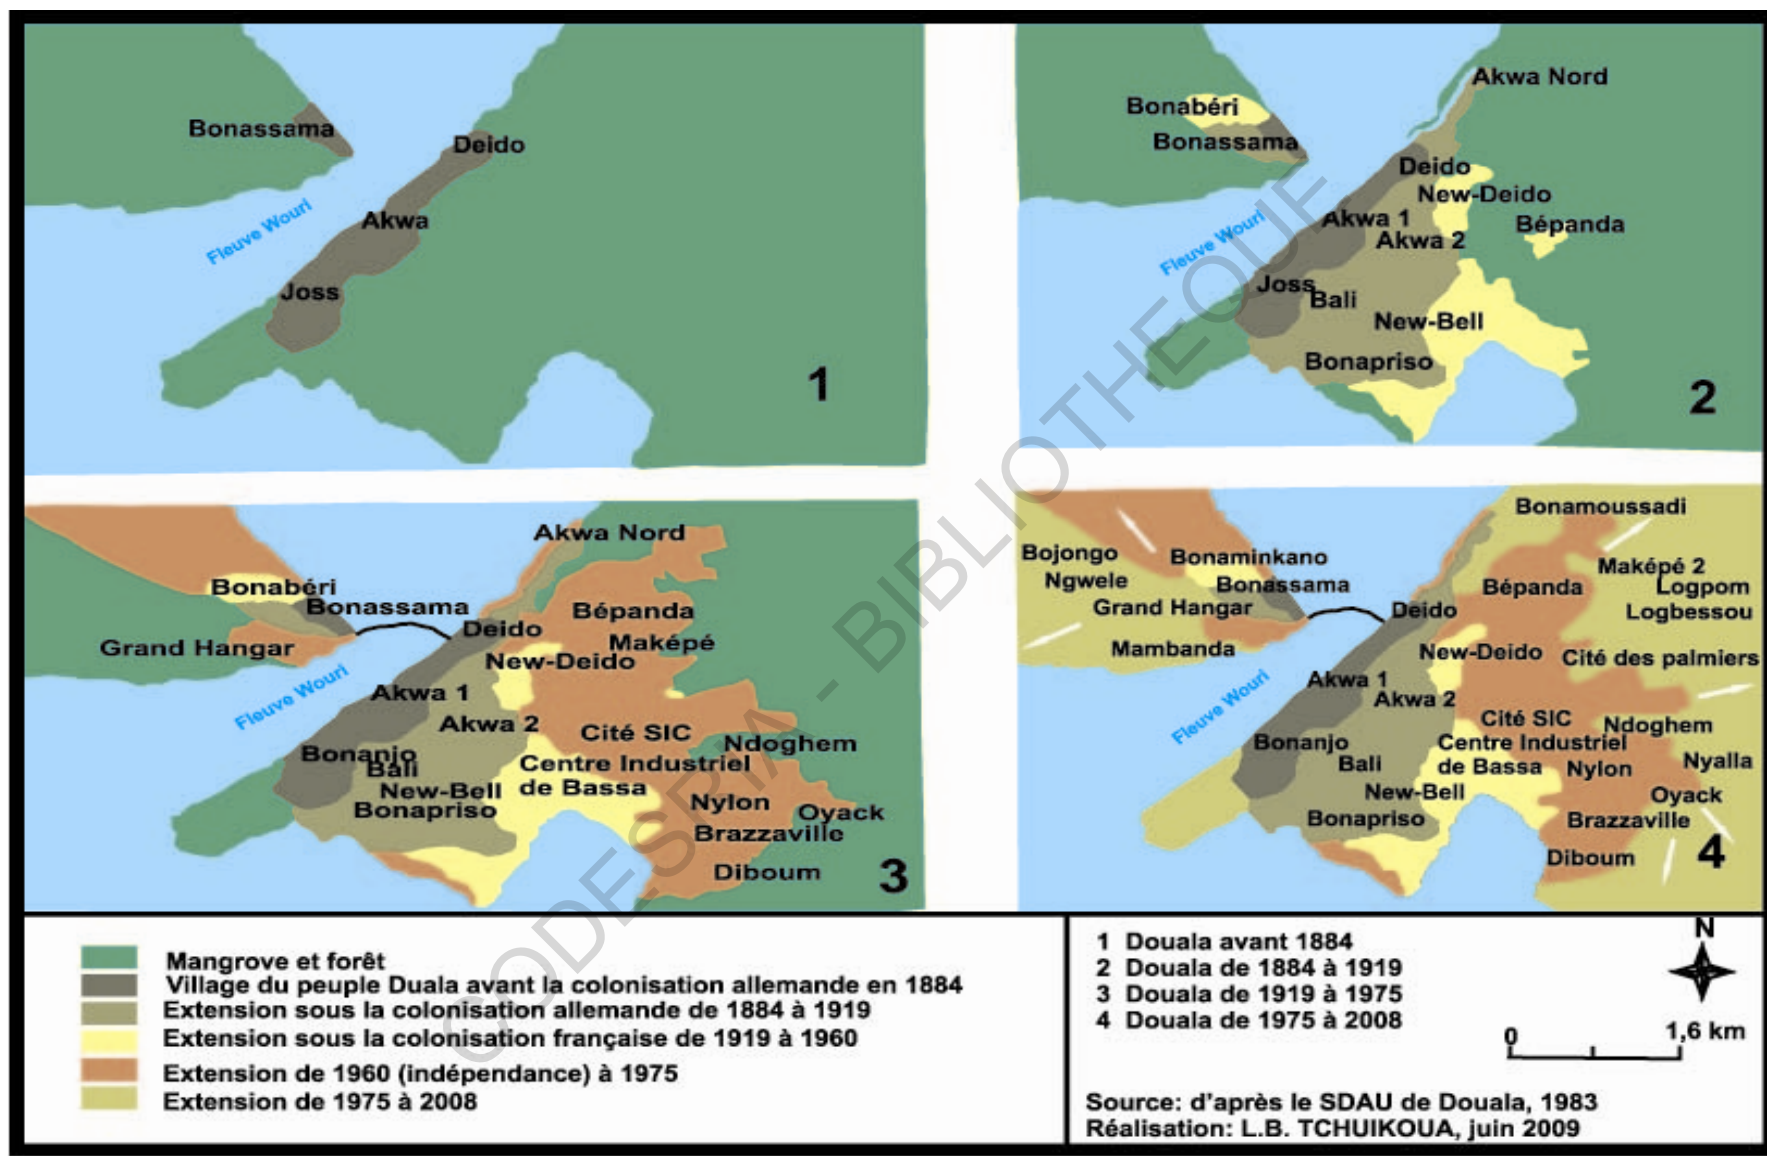 Bonassama
Deido
Akwa
Fleuve Wouri
Joss
1
Akwa Nord
Bonabéri
Bonassama
Deido
New-Deido
Akwa 1
Bépanda
Akwa 2
Fleuve Wouri
Joss
Bali
New-Bell
Bonapriso
2
Akwa Nord
Bonabéri
Bonassama
Bépanda
Deido
Maképé
Grand Hangar
New-Deido
Fleuve Wouri
Akwa 1
Akwa 2
Cité SIC
Ndoghem
Bonanjo
Bali
Centre Industriel
de Bassa
New-Bell
Bonapriso
Nylon
Oyack
Brazzaville
Diboum
3
Bonamoussadi
Bojongo
Bonaminkano
Ngwele
Bonassama
Maképé 2
Bépanda
Logpom
Grand Hangar
Deido
Logbessou
Mambanda
New-Deido
Cité des palmiers
Akwa 1
Akwa 2
Fleuve Wouri
Cité SIC
Ndoghem
Bonanjo
Centre Industriel
de Bassa
Bali
Nylon
Nyalla
New-Bell
Oyack
Bonapriso
Brazzaville
Diboum
4
CODESRIA - BIBLIOTHEQUE
Mangrove et forêt
Village du peuple Duala avant la colonisation allemande en 1884
Extension sous la colonisation allemande de 1884 à 1919
Extension sous la colonisation française de 1919 à 1960
Extension de 1960 (indépendance) à 1975
Extension de 1975 à 2008
1 Douala avant 1884
2 Douala de 1884 à 1919
3 Douala de 1919 à 1975
4 Douala de 1975 à 2008
N
0 1,6 km
Source: d'après le SDAU de Douala, 1983
Réalisation: L.B. TCHUIKOUA, juin 2009